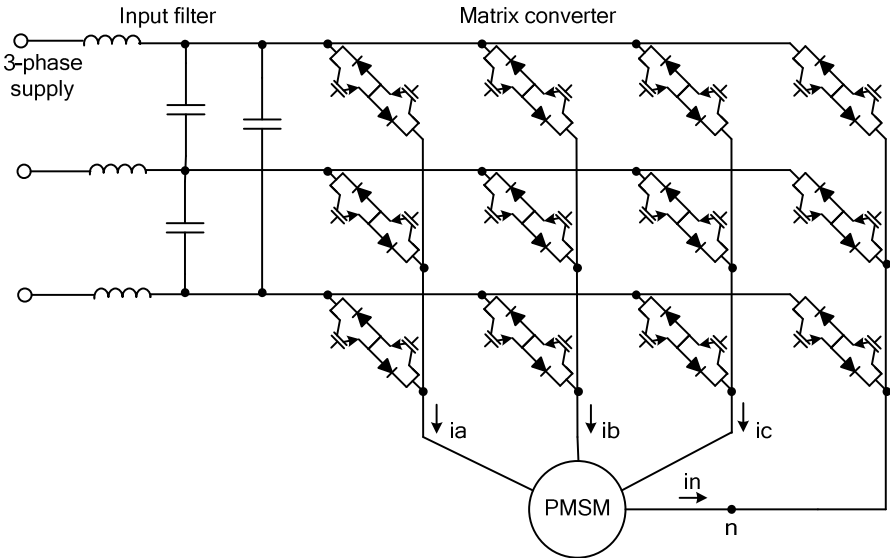 Input filter
Matrix converter
3-phase
supply
ia
ib
ic
in
PMSM
n